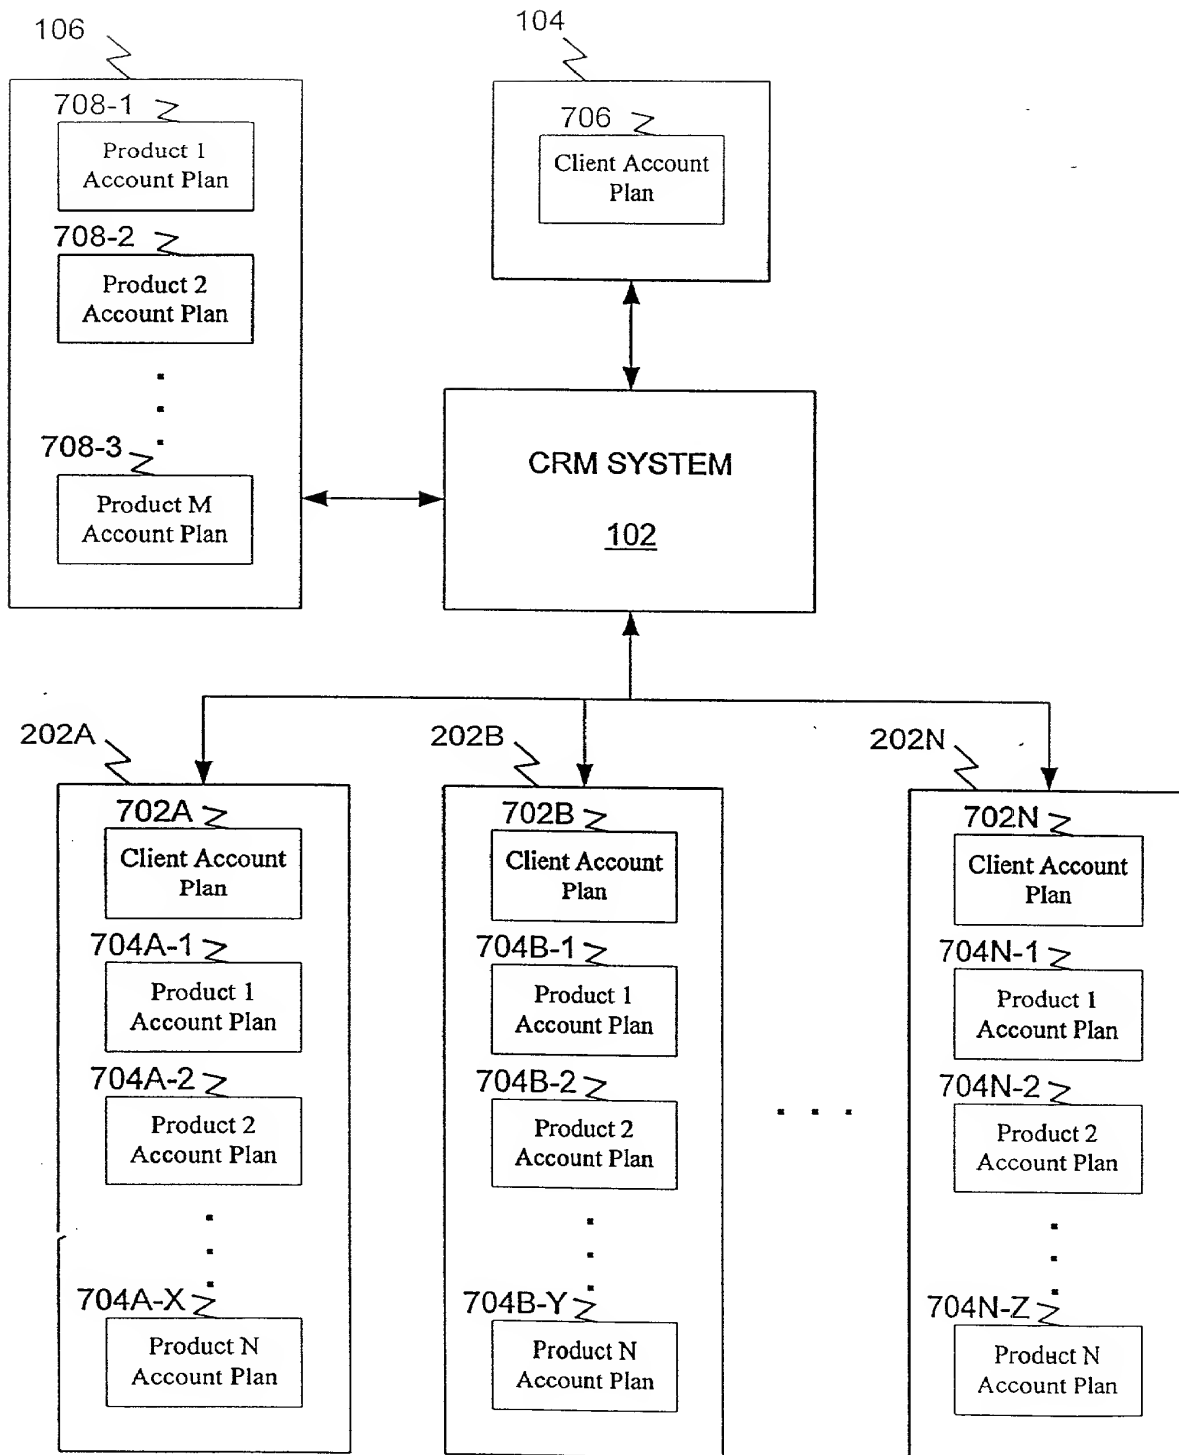 106
708-1
Product 1
Account Plan
708-2
Product 2
Account Plan
708-3
Product M
Account Plan
104
706
Client Account
Plan
CRM SYSTEM
102
202A
702A
Client Account
Plan
704A-1
Product 1
Account Plan
704A-2
Product 2
Account Plan
704A-X
Product N
Account Plan
202B
702B
Client Account
Plan
704B-1
Product 1
Account Plan
704B-2
Product 2
Account Plan
704B-Y
Product N
Account Plan
. . .
202N
702N
Client Account
Plan
704N-1
Product 1
Account Plan
704N-2
Product 2
Account Plan
704N-Z
Product N
Account Plan